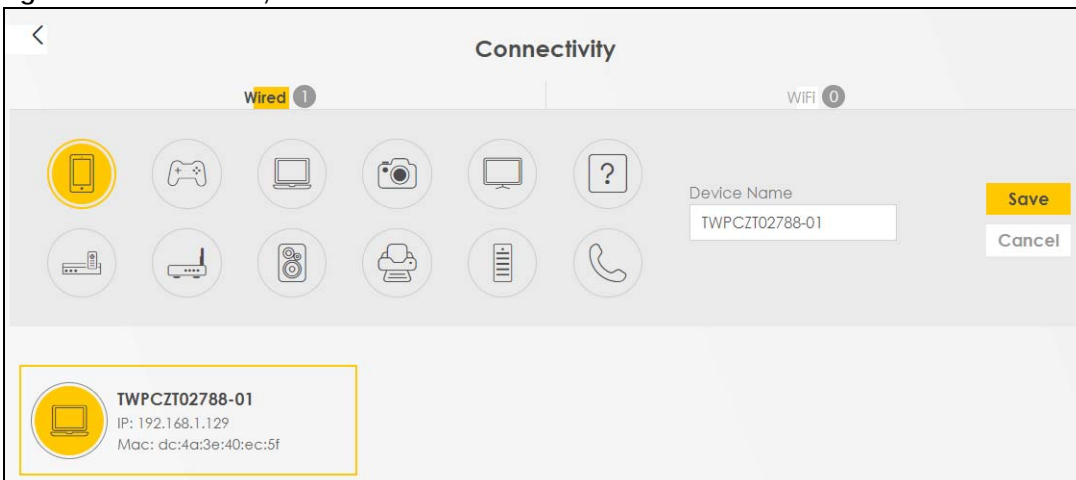 Connectivity
Wired 1
WiFi 0
?
Device Name
TWPCZT02788-01
Save
Cancel
TWPCZT02788-01
IP: 192.168.1.129
Mac: dc:4a:3e:40:ec:5f